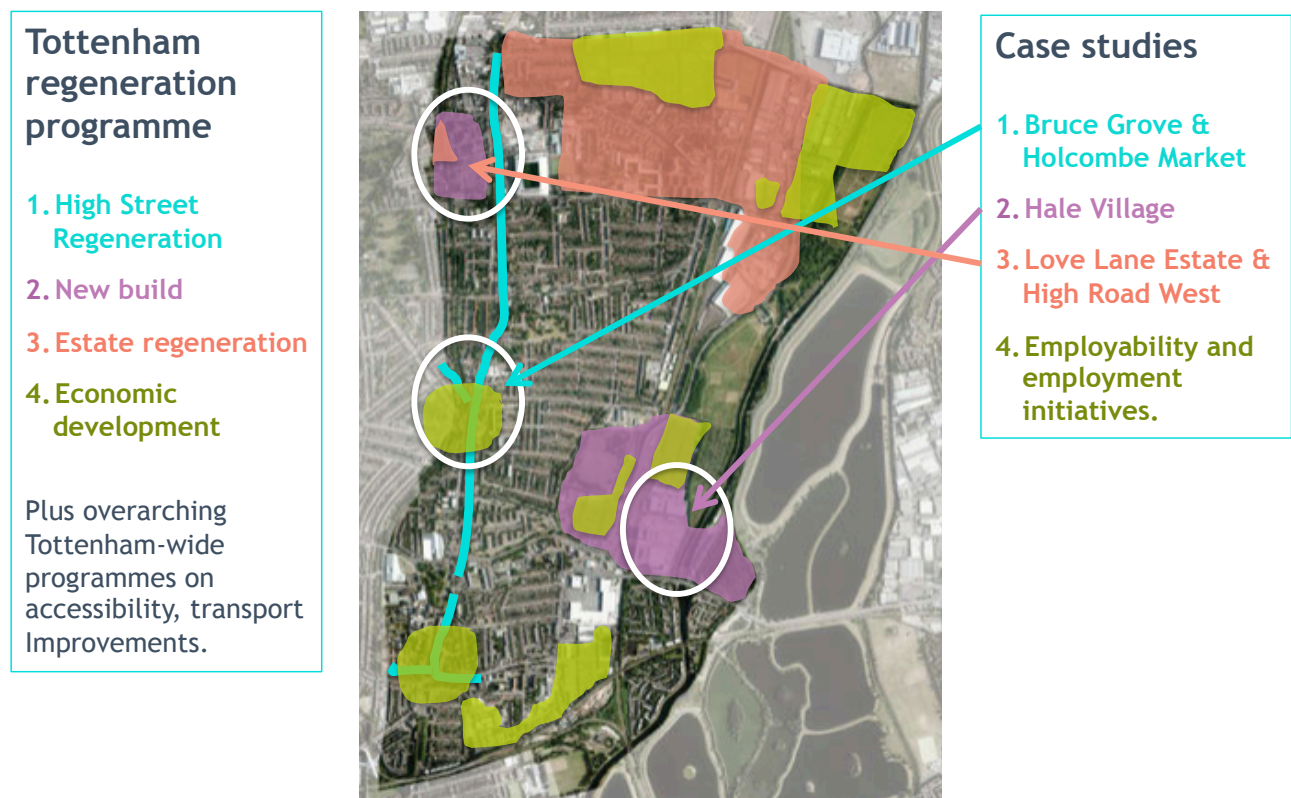 Tottenham
regeneration
programme
1. High Street
Regeneration
2. New build
3. Estate regeneration
4. Economic
development
Plus overarching
Tottenham-wide
programmes on
accessibility, transport
Improvements.
Case studies
1. Bruce Grove &
Holcombe Market
2. Hale Village
3. Love Lane Estate &
High Road West
4. Employability and
employment
initiatives.